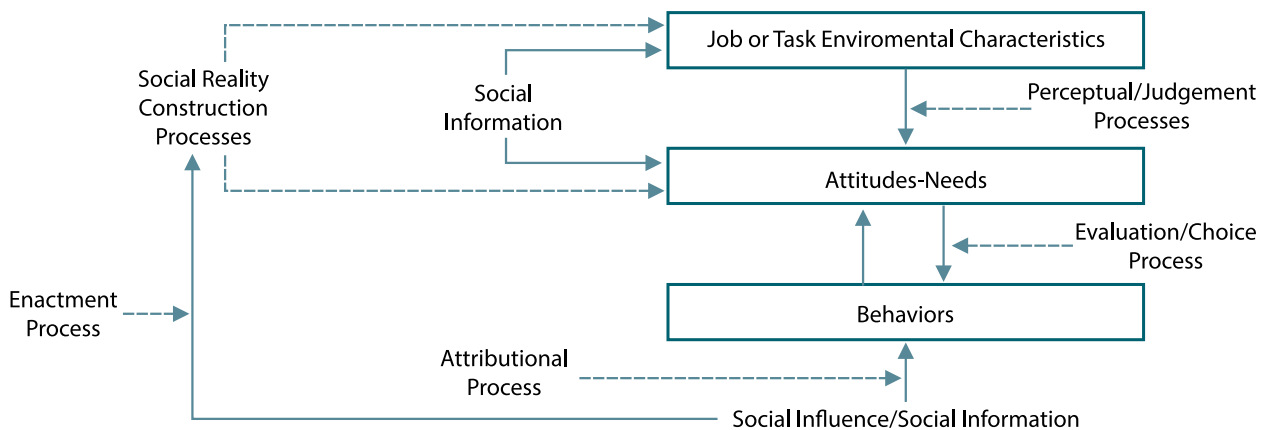 Job or Task Enviromental Characteristics
Social Reality
Construction
Processes
Social
Information
Perceptual/Judgement
Processes
Attitudes-Needs
Evaluation/Choice
Process
Enactment
Process
Behaviors
Attributional
Process
Social Influence/Social Information